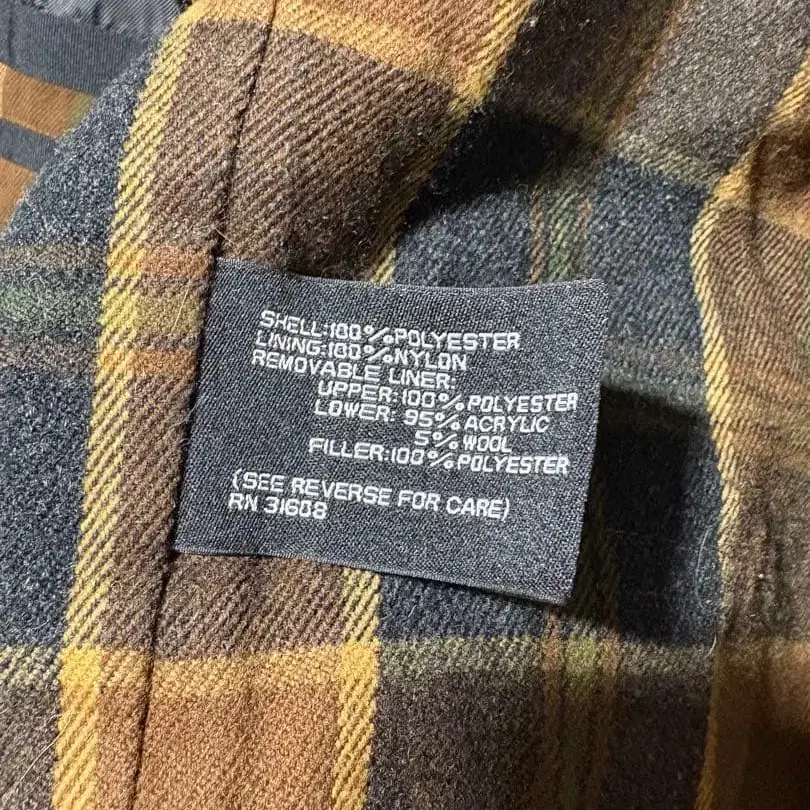 SHELL:100%POLYESTER
LINING:100%NYLON
REMOVABLE LINER:
UPPER:100%POLYESTER
LOWER: 95%ACRYLIC
5%WOOL
FILLER:100%POLYESTER
(SEE REVERSE FOR CARE)
RN 31608